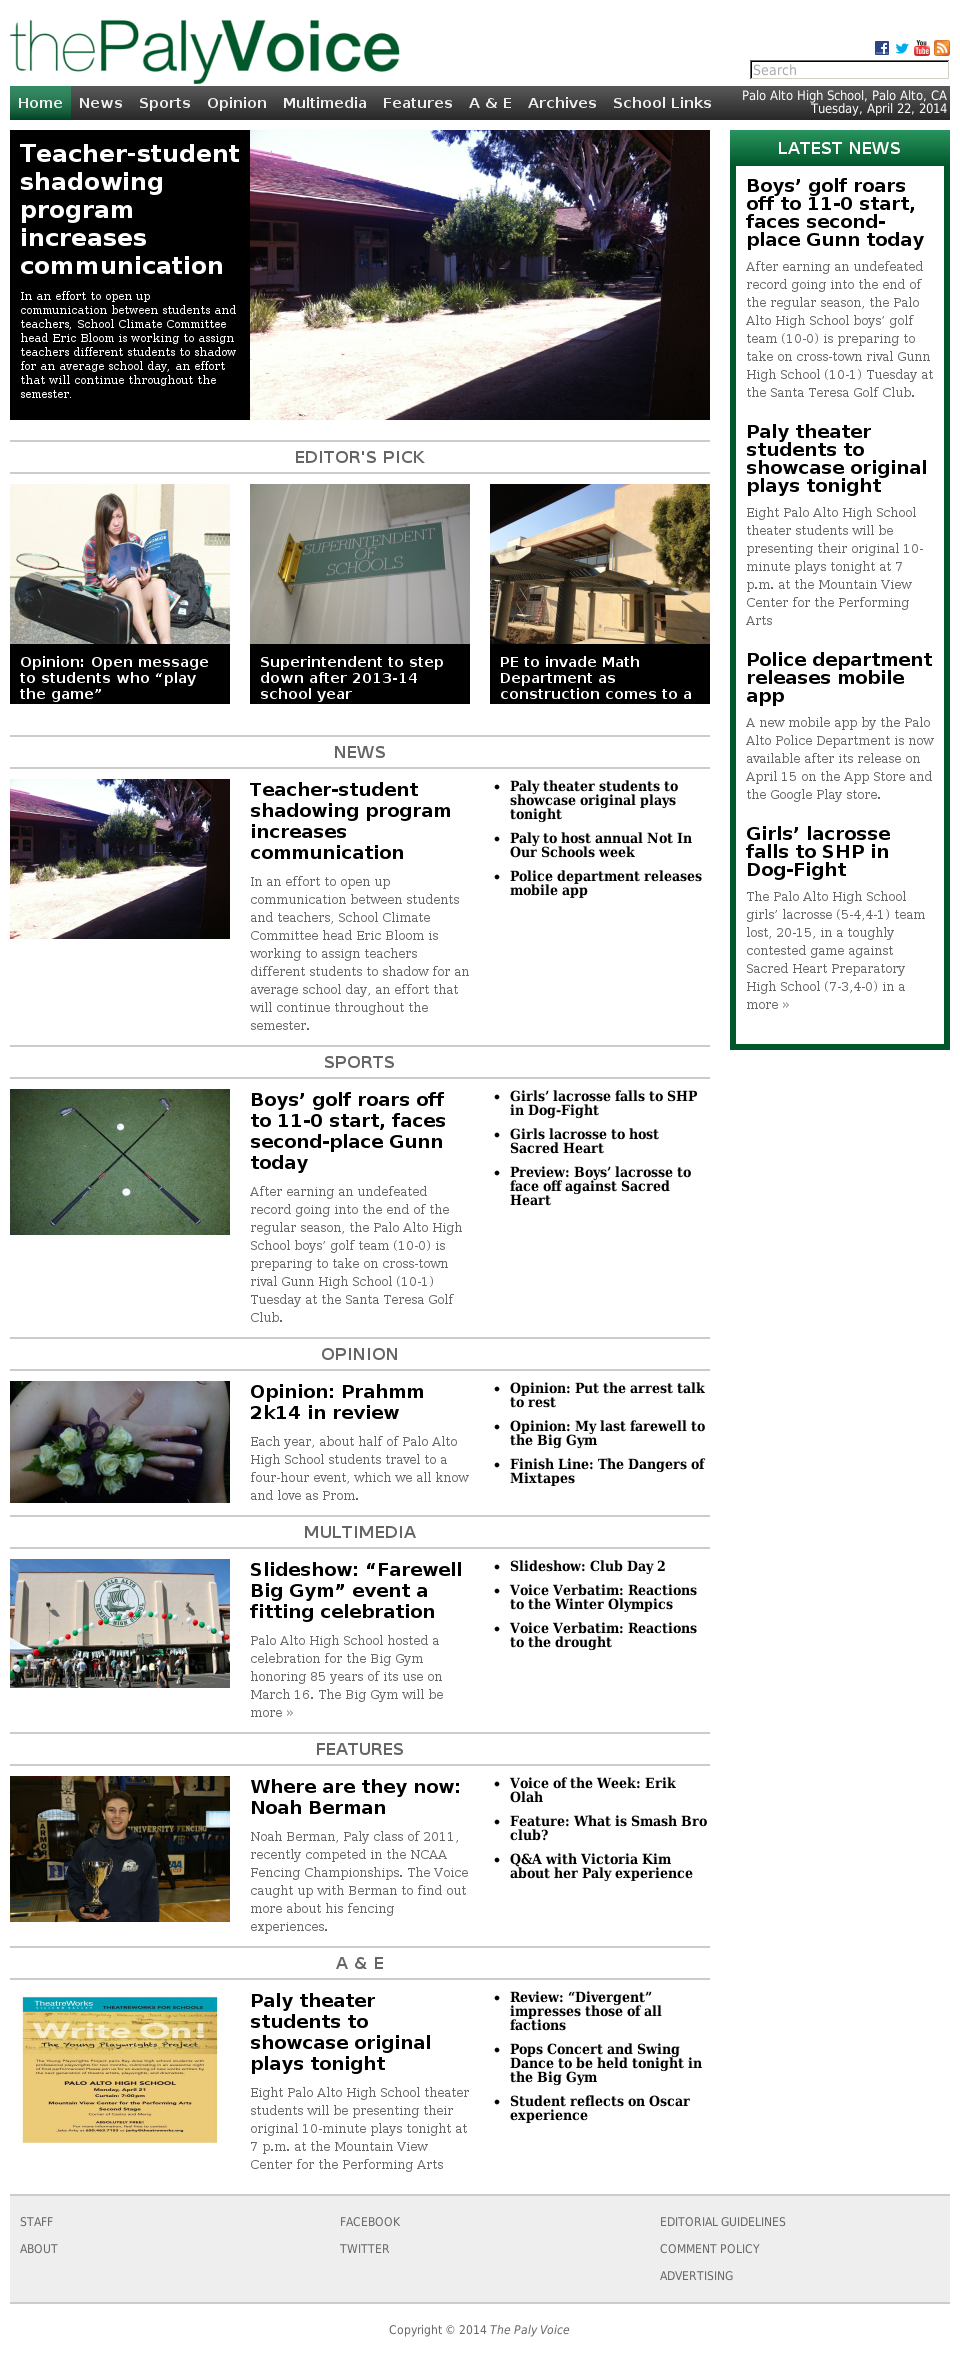 thePalyVoice
Search
Home News Sports Opinion Multimedia Features A & E Archives School Links
Palo Alto High School, Palo Alto, CA
Tuesday, April 22, 2014
Teacher-student
shadowing
program
increases
communication
In an effort to open up
communication between students and
teachers, School Climate Committee
head Eric Bloom is working to assign
teachers different students to shadow
for an average school day, an effort
that will continue throughout the
semester.
EDITOR'S PICK
SUPERINTENDENT
OF
SCHOOLS
Opinion: Open message
to students who “play
the game”
Superintendent to step
down after 2013-14
school year
PE to invade Math
Department as
construction comes to a
NEWS
Teacher-student
shadowing program
increases
communication
In an effort to open up
communication between students
and teachers, School Climate
Committee head Eric Bloom is
working to assign teachers
different students to shadow for an
average school day, an effort that
will continue throughout the
semester.
• Paly theater students to
showcase original plays
tonight
• Paly to host annual Not In
Our Schools week
• Police department releases
mobile app
SPORTS
Boys’ golf roars off
to 11-0 start, faces
second-place Gunn
today
After earning an undefeated
record going into the end of the
regular season, the Palo Alto High
School boys’ golf team (10-0) is
preparing to take on cross-town
rival Gunn High School (10-1)
Tuesday at the Santa Teresa Golf
Club.
• Girls’ lacrosse falls to SHP
in Dog-Fight
• Girls lacrosse to host
Sacred Heart
• Preview: Boys’ lacrosse to
face off against Sacred
Heart
OPINION
Opinion: Prahmm
2k14 in review
Each year, about half of Palo Alto
High School students travel to a
four-hour event, which we all know
and love as Prom.
• Opinion: Put the arrest talk
to rest
• Opinion: My last farewell to
the Big Gym
• Finish Line: The Dangers of
Mixtapes
MULTIMEDIA
PALO ALTO
SENIOR HIGH SCHOOL
Slideshow: “Farewell
Big Gym” event a
fitting celebration
Palo Alto High School hosted a
celebration for the Big Gym
honoring 85 years of its use on
March 16. The Big Gym will be
more »
• Slideshow: Club Day 2
• Voice Verbatim: Reactions
to the Winter Olympics
• Voice Verbatim: Reactions
to the drought
FEATURES
UNIVERSITY FENCING
Where are they now:
Noah Berman
Noah Berman, Paly class of 2011,
recently competed in the NCAA
Fencing Championships. The Voice
caught up with Berman to find out
more about his fencing
experiences.
• Voice of the Week: Erik
Olah
• Feature: What is Smash Bro
club?
• Q&A with Victoria Kim
about her Paly experience
A & E
TheatreWorks
THEATREWORKS FOR SCHOOLS
Write On!
The Young Playwrights Project
PALO ALTO HIGH SCHOOL
Monday, April 21
Curtain: 7:00pm
Mountain View Center for the Performing Arts
Second Stage
ABSOLUTELY FREE!
Paly theater
students to
showcase original
plays tonight
Eight Palo Alto High School theater
students will be presenting their
original 10-minute plays tonight at
7 p.m. at the Mountain View
Center for the Performing Arts
• Review: “Divergent”
impresses those of all
factions
• Pops Concert and Swing
Dance to be held tonight in
the Big Gym
• Student reflects on Oscar
experience
LATEST NEWS
Boys’ golf roars
off to 11-0 start,
faces second-
place Gunn today
After earning an undefeated
record going into the end of
the regular season, the Palo
Alto High School boys’ golf
team (10-0) is preparing to
take on cross-town rival Gunn
High School (10-1) Tuesday at
the Santa Teresa Golf Club.
Paly theater
students to
showcase original
plays tonight
Eight Palo Alto High School
theater students will be
presenting their original 10-
minute plays tonight at 7
p.m. at the Mountain View
Center for the Performing
Arts
Police department
releases mobile
app
A new mobile app by the Palo
Alto Police Department is now
available after its release on
April 15 on the App Store and
the Google Play store.
Girls’ lacrosse
falls to SHP in
Dog-Fight
The Palo Alto High School
girls’ lacrosse (5-4,4-1) team
lost, 20-15, in a toughly
contested game against
Sacred Heart Preparatory
High School (7-3,4-0) in a
more »
STAFF
ABOUT
FACEBOOK
TWITTER
EDITORIAL GUIDELINES
COMMENT POLICY
ADVERTISING
Copyright © 2014 The Paly Voice